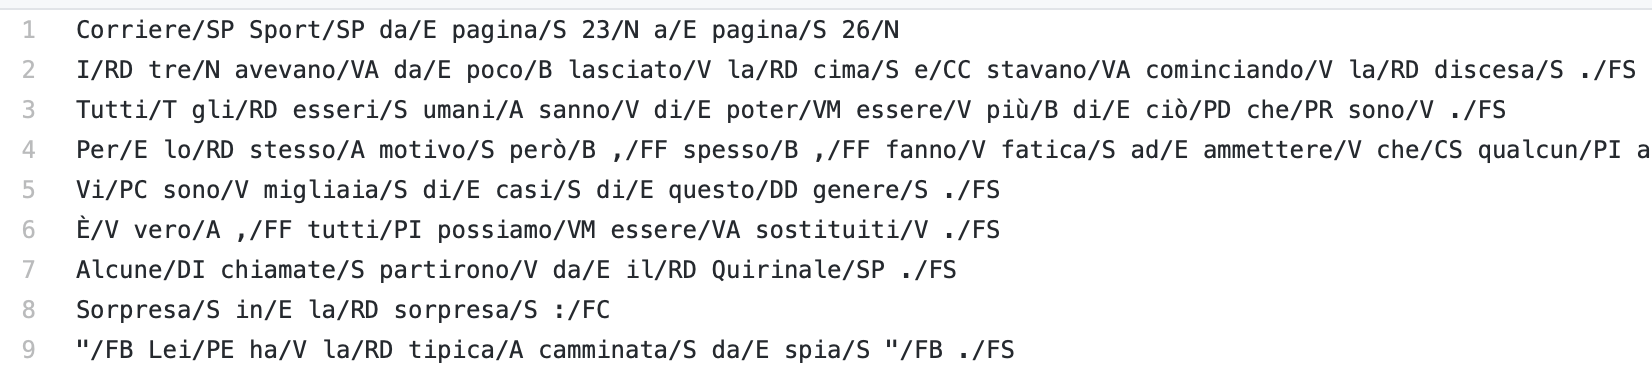 1 Corriere/SP Sport/SP da/E pagina/S 23/N a/E pagina/S 26/N
2 I/RD tre/N avevano/VA da/E poco/B lasciato/V la/RD cima/S e/CC stavano/VA cominciando/V la/RD discesa/S ./FS
3 Tutti/T gli/RD esseri/S umani/A sanno/V di/E poter/VM essere/V più/B di/E ciò/PD che/PR sono/V ./FS
4 Per/E lo/RD stesso/A motivo/S però/B ,/FF spesso/B ,/FF fanno/V fatica/S ad/E ammettere/V che/CS qualcun/PI a
5 Vi/PC sono/V migliaia/S di/E casi/S di/E questo/DD genere/S ./FS
6 È/V vero/A ,/FF tutti/PI possiamo/VM essere/VA sostituiti/V ./FS
7 Alcune/DI chiamate/S partirono/V da/E il/RD Quirinale/SP ./FS
8 Sorpresa/S in/E la/RD sorpresa/S :/FC
9 "/FB Lei/PE ha/V la/RD tipica/A camminata/S da/E spia/S "/FB ./FS